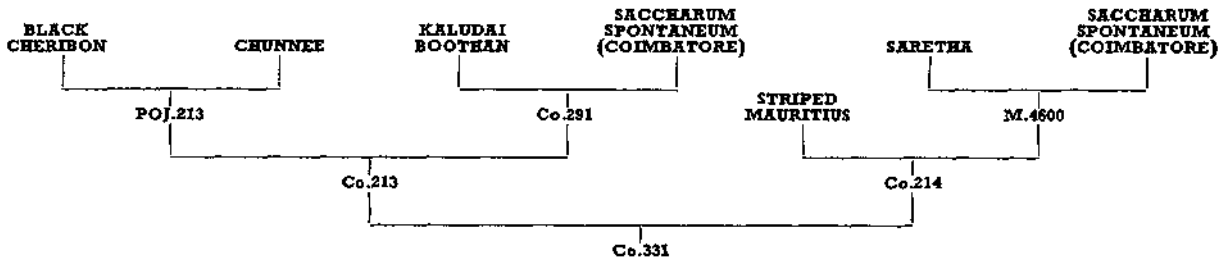 BLACK
CHERIBON
CHUNNEE
KALUDAI
BOOTHAN
SACCHARUM
SPONTANEUM
(COIMBATORE)
SARETHA
SACCHARUM
SPONTANEUM
(COIMBATORE)
POJ.213
Co.291
STRIPED
MAURITIUS
M.4600
Co.213
Co.214
Co.331